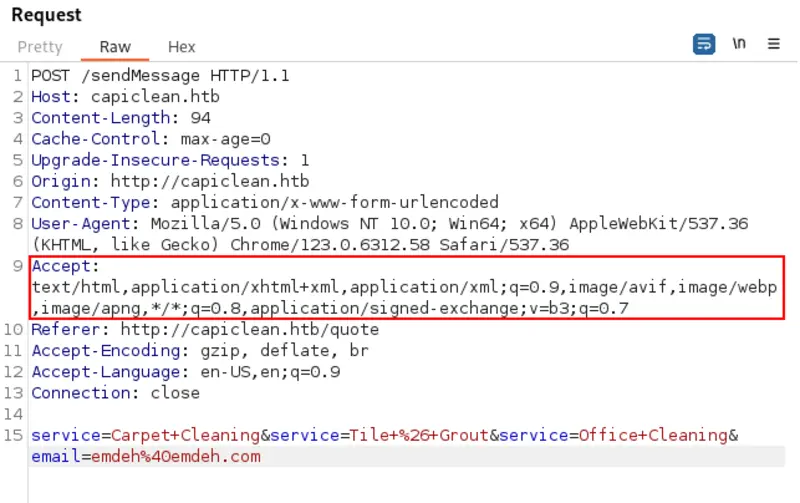 Request
Pretty Raw Hex \n
1 POST /sendMessage HTTP/1.1
2 Host: capiclean.htb
3 Content-Length: 94
4 Cache-Control: max-age=0
5 Upgrade-Insecure-Requests: 1
6 Origin: http://capiclean.htb
7 Content-Type: application/x-www-form-urlencoded
8 User-Agent: Mozilla/5.0 (Windows NT 10.0; Win64; x64) AppleWebKit/537.36
(KHTML, like Gecko) Chrome/123.0.6312.58 Safari/537.36
9 Accept:
text/html,application/xhtml+xml,application/xml;q=0.9,image/avif,image/webp
,image/apng,*/*;q=0.8,application/signed-exchange;v=b3;q=0.7
10 Referer: http://capiclean.htb/quote
11 Accept-Encoding: gzip, deflate, br
12 Accept-Language: en-US,en;q=0.9
13 Connection: close
14
15 service=Carpet+Cleaning&service=Tile+%26+Grout&service=Office+Cleaning&
email=emdeh%40emdeh.com